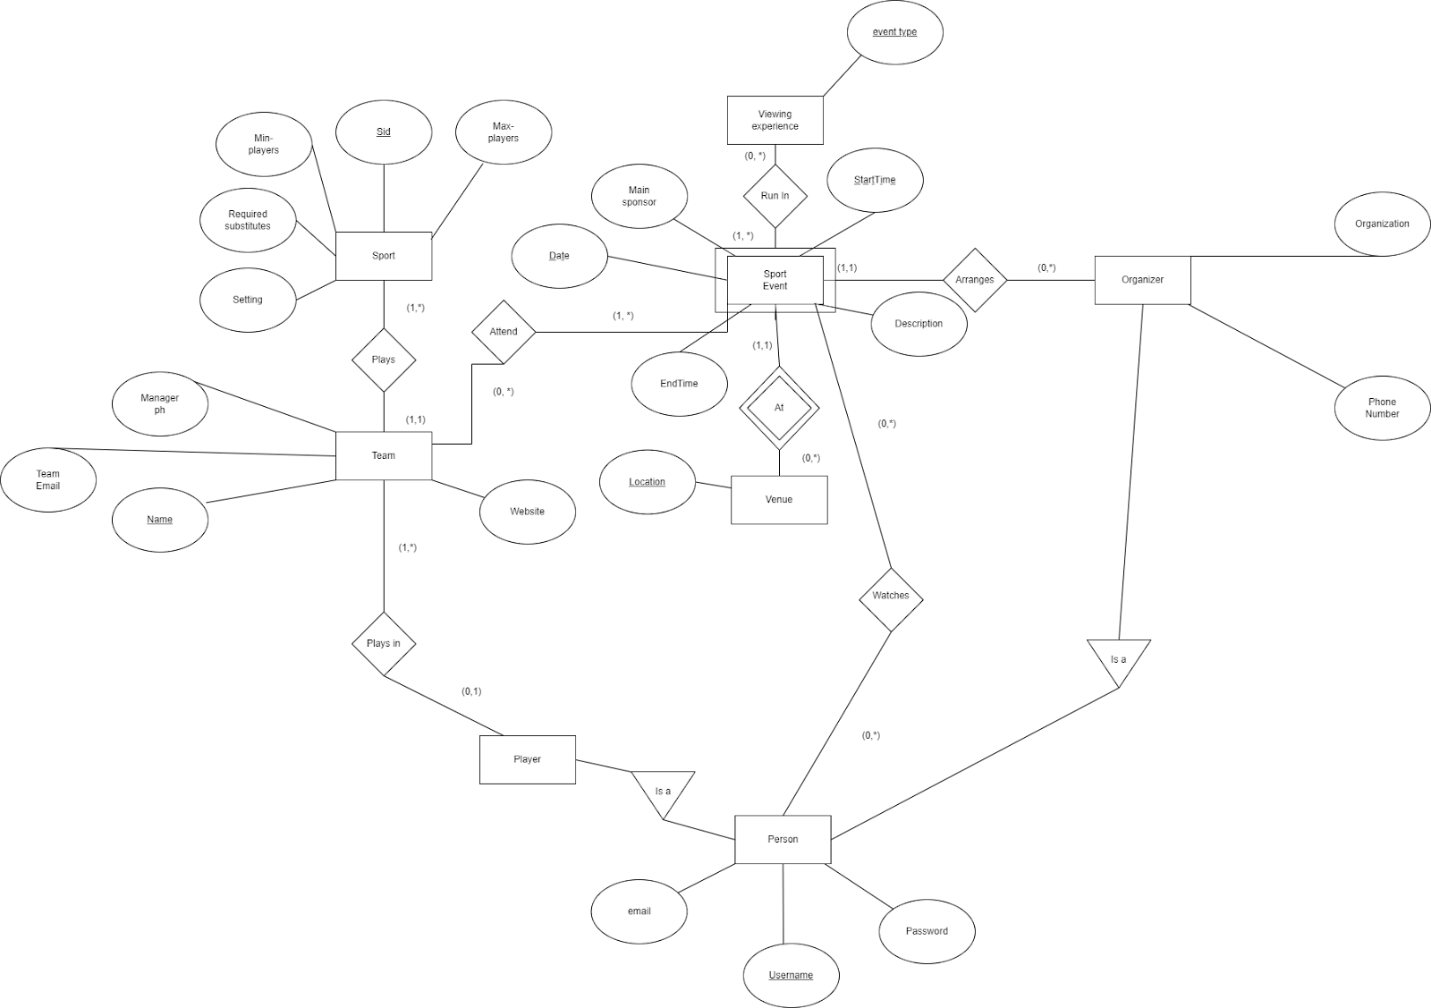 event type
Viewing
experience
(0, *)
Run In
(1, *)
Min-
players
Sid
Max-
players
Required
substitutes
Setting
Sport
(1,*)
Plays
(1,1)
Main
sponsor
StartTime
Date
Sport
Event
(1,1)
Arranges
(0,*)
Organizer
Organization
Phone
Number
Description
EndTime
(1,1)
At
(0,*)
Location
Venue
(1, *)
Attend
(0, *)
Manager
ph
Team
Team
Email
Name
Website
(1,*)
Plays in
(0,1)
Player
Is a
(0,*)
Watches
(0,*)
Is a
Person
email
Username
Password